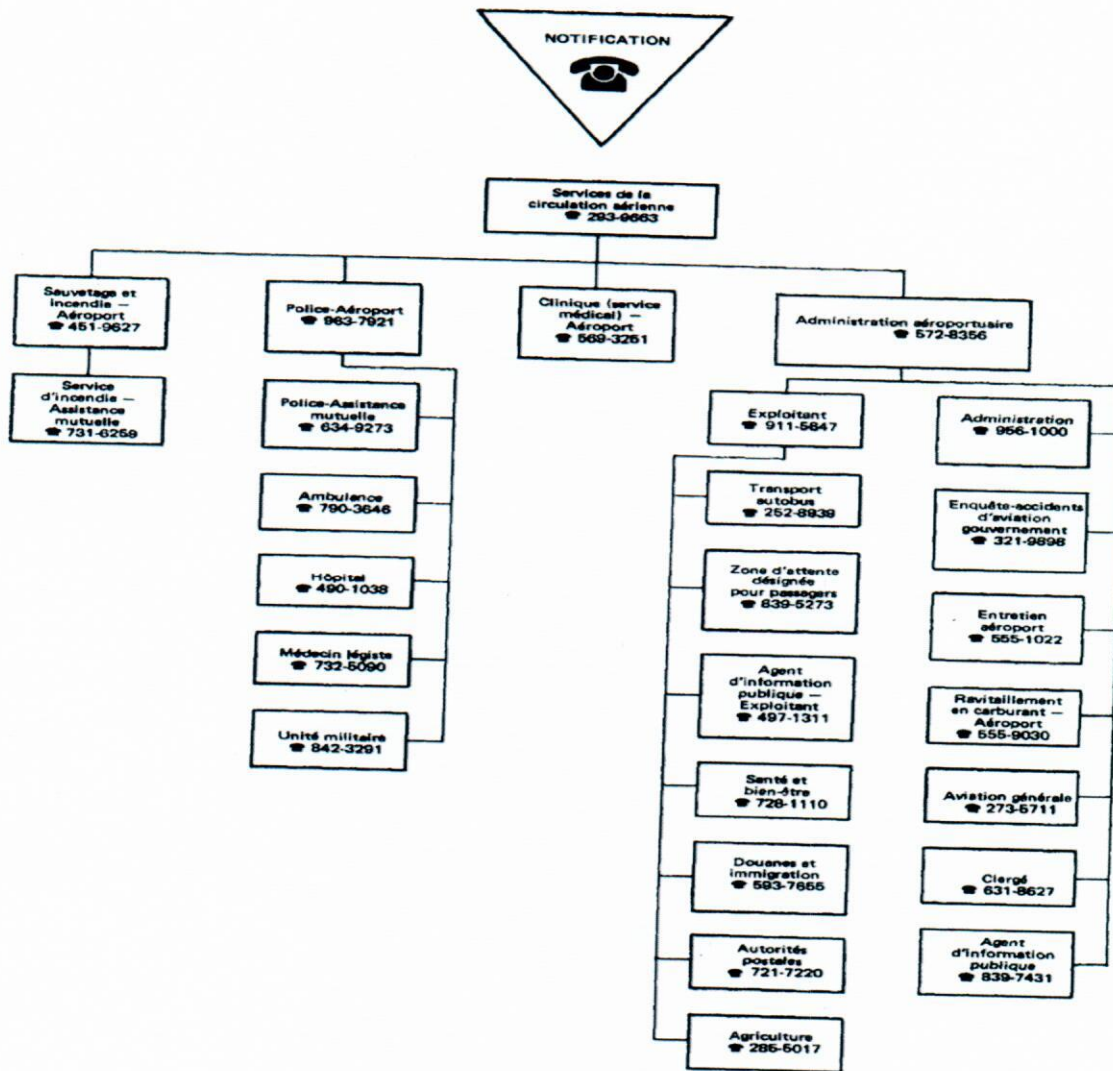 NOTIFICATION
Services de la
circulation aérienne
☎ 293-9663
Sauvetage et
incendie —
Aéroport
☎ 451-9627
Service
d'incendie —
Assistance
mutuelle
☎ 731-6259
Police-Aéroport
☎ 963-7921
Police-Assistance
mutuelle
☎ 634-9273
Ambulance
☎ 790-3646
Hôpital
☎ 490-1038
Médecin légiste
☎ 732-5090
Unité militaire
☎ 842-3291
Clinique (service
médical) —
Aéroport
☎ 569-3251
Administration aéroportuaire
☎ 572-8356
Exploitant
☎ 911-5847
Transport
autobus
☎ 252-8939
Zone d'attente
désignée
pour passagers
☎ 839-5273
Agent
d'information
publique —
Exploitant
☎ 497-1311
Santé et
bien-être
☎ 728-1110
Douanes et
immigration
☎ 593-7655
Autorités
postales
☎ 721-7220
Agriculture
☎ 285-5017
Administration
☎ 956-1000
Enquête-accidents
d'aviation
gouvernement
☎ 321-9898
Entretien
aéroport
☎ 555-1022
Ravitaillement
en carburant —
Aéroport
☎ 555-9030
Aviation générale
☎ 273-5711
Clergé
☎ 631-8627
Agent
d'information
publique
☎ 839-7431